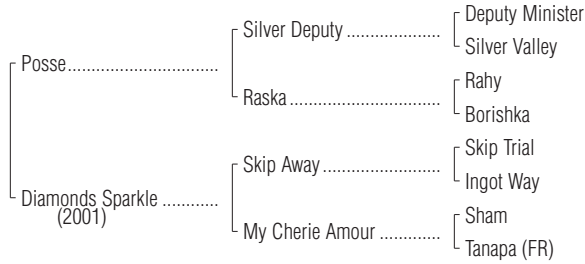 Deputy Minister
Silver Deputy ....................
Silver Valley
Posse.................................
Rahy
Raska ................................
Borishka
Skip Trial
Skip Away .........................
Ingot Way
Diamonds Sparkle ............
(2001)
Sham
My Cherie Amour .............
Tanapa (FR)